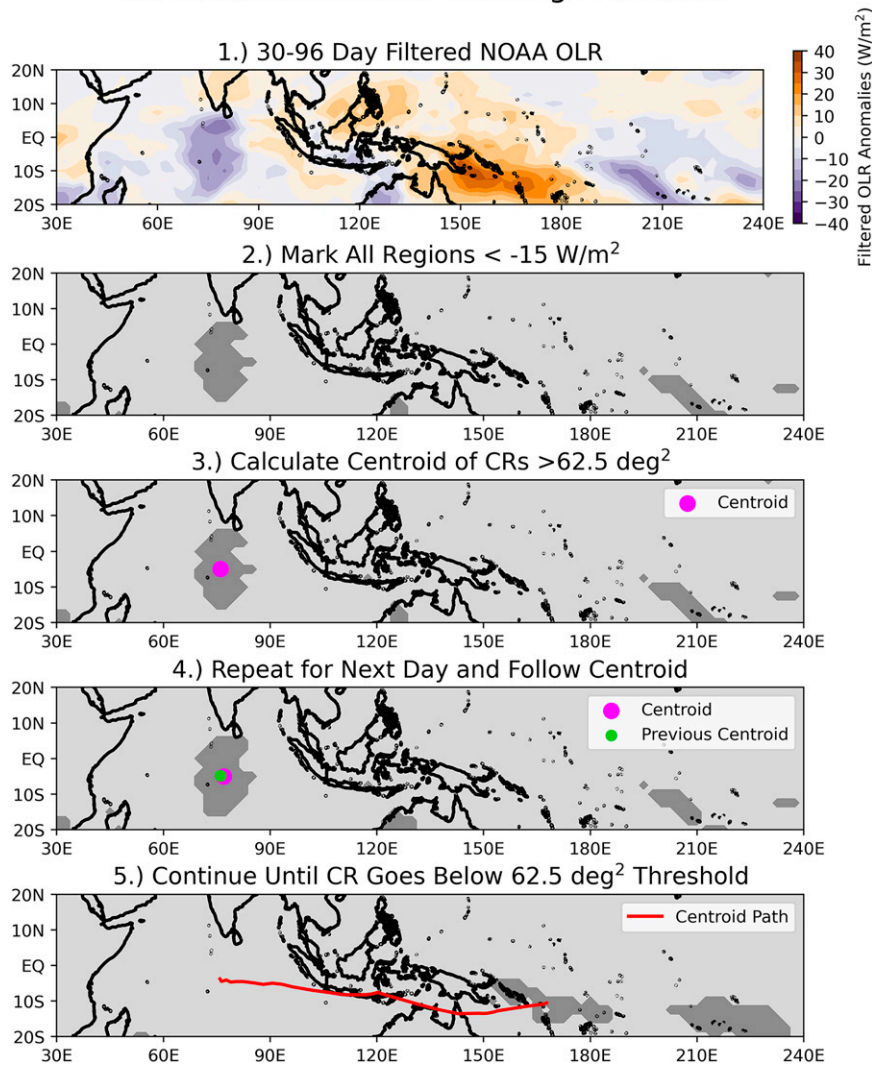 1.) 30-96 Day Filtered NOAA OLR
20N
10N
EQ
10S
20S
30E 60E 90E 120E 150E 180E 210E 240E
40
30
20
10
0
−10
−20
−30
−40
Filtered OLR Anomalies (W/m²)
2.) Mark All Regions < -15 W/m²
20N
10N
EQ
10S
20S
30E 60E 90E 120E 150E 180E 210E 240E
3.) Calculate Centroid of CRs >62.5 deg²
20N
10N
EQ
10S
20S
Centroid
30E 60E 90E 120E 150E 180E 210E 240E
4.) Repeat for Next Day and Follow Centroid
20N
10N
EQ
10S
20S
Centroid
Previous Centroid
30E 60E 90E 120E 150E 180E 210E 240E
5.) Continue Until CR Goes Below 62.5 deg² Threshold
20N
10N
EQ
10S
20S
Centroid Path
30E 60E 90E 120E 150E 180E 210E 240E